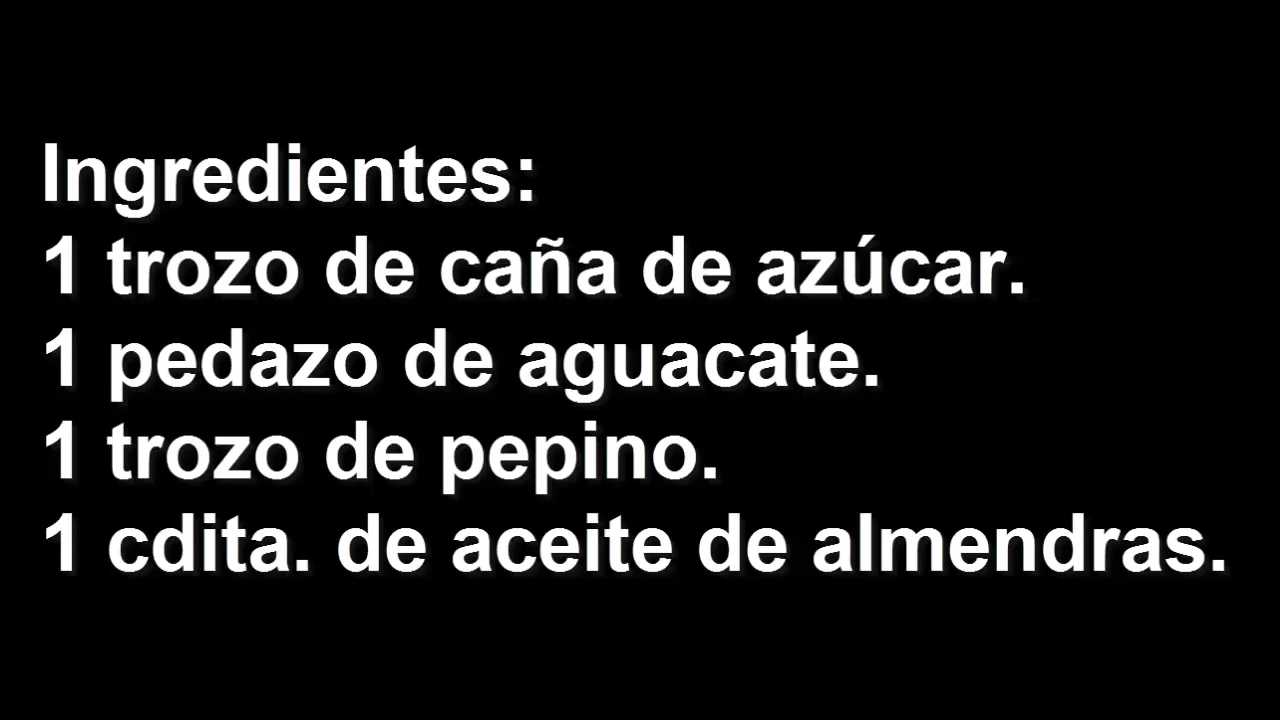 Ingredientes:
1 trozo de caña de azúcar.
1 pedazo de aguacate.
1 trozo de pepino.
1 cdita. de aceite de almendras.